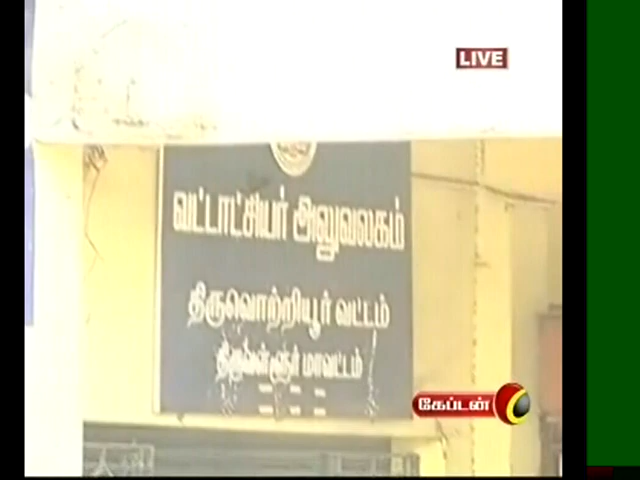 LIVE
வட்டாட்சியர் அலுவலகம்
திருவொற்றியூர் வட்டம்
திருவள்ளூர் மாவட்டம்
கேப்டன்